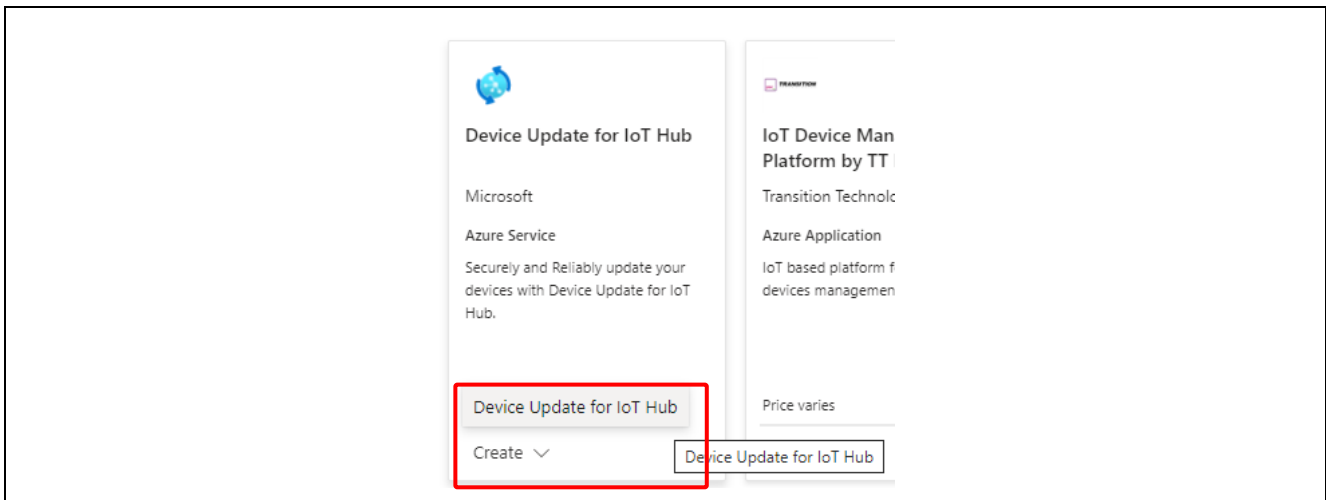 Device Update for IoT Hub
Microsoft
Azure Service
Securely and Reliably update your
devices with Device Update for IoT
Hub.
Device Update for IoT Hub
Create
Device Update for IoT Hub
TRANSITION
IoT Device Man
Platform by TT
Transition Technolo
Azure Application
IoT based platform f
devices managemen
Price varies